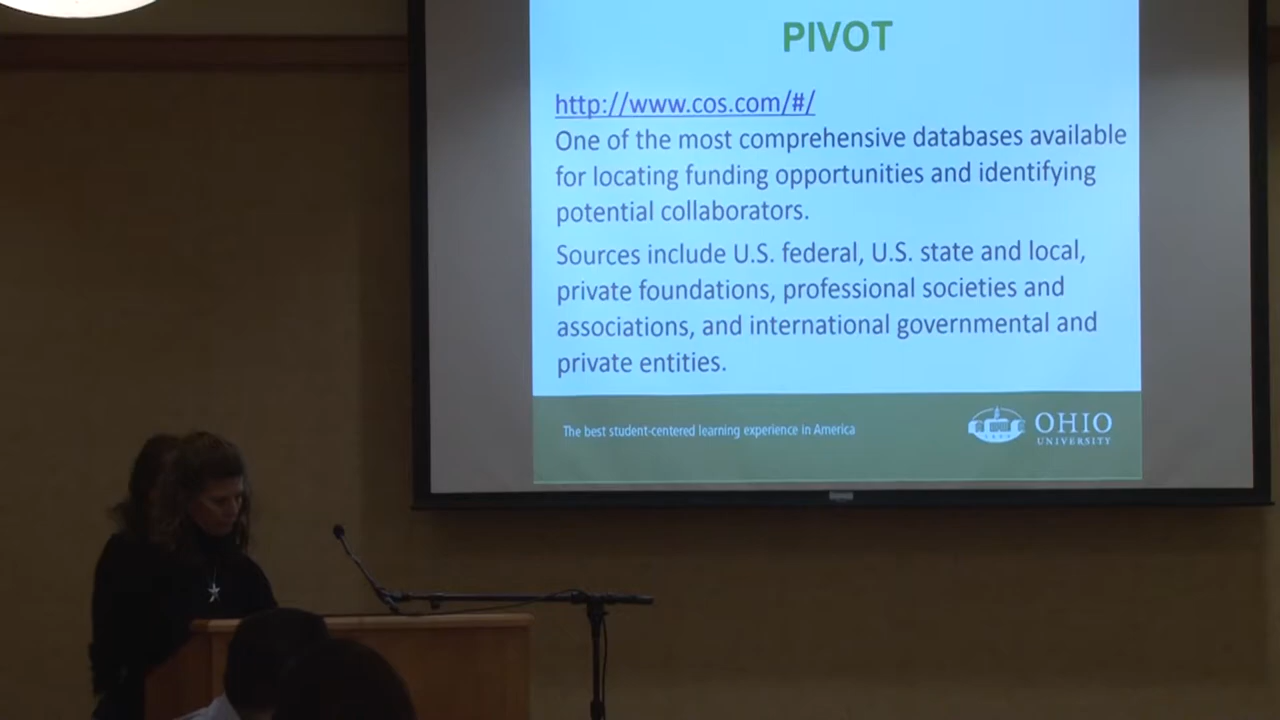 PIVOT
http://www.cos.com/#/
One of the most comprehensive databases available
for locating funding opportunities and identifying
potential collaborators.
Sources include U.S. federal, U.S. state and local,
private foundations, professional societies and
associations, and international governmental and
private entities.
The best student-centered learning experience in America
OHIO
UNIVERSITY